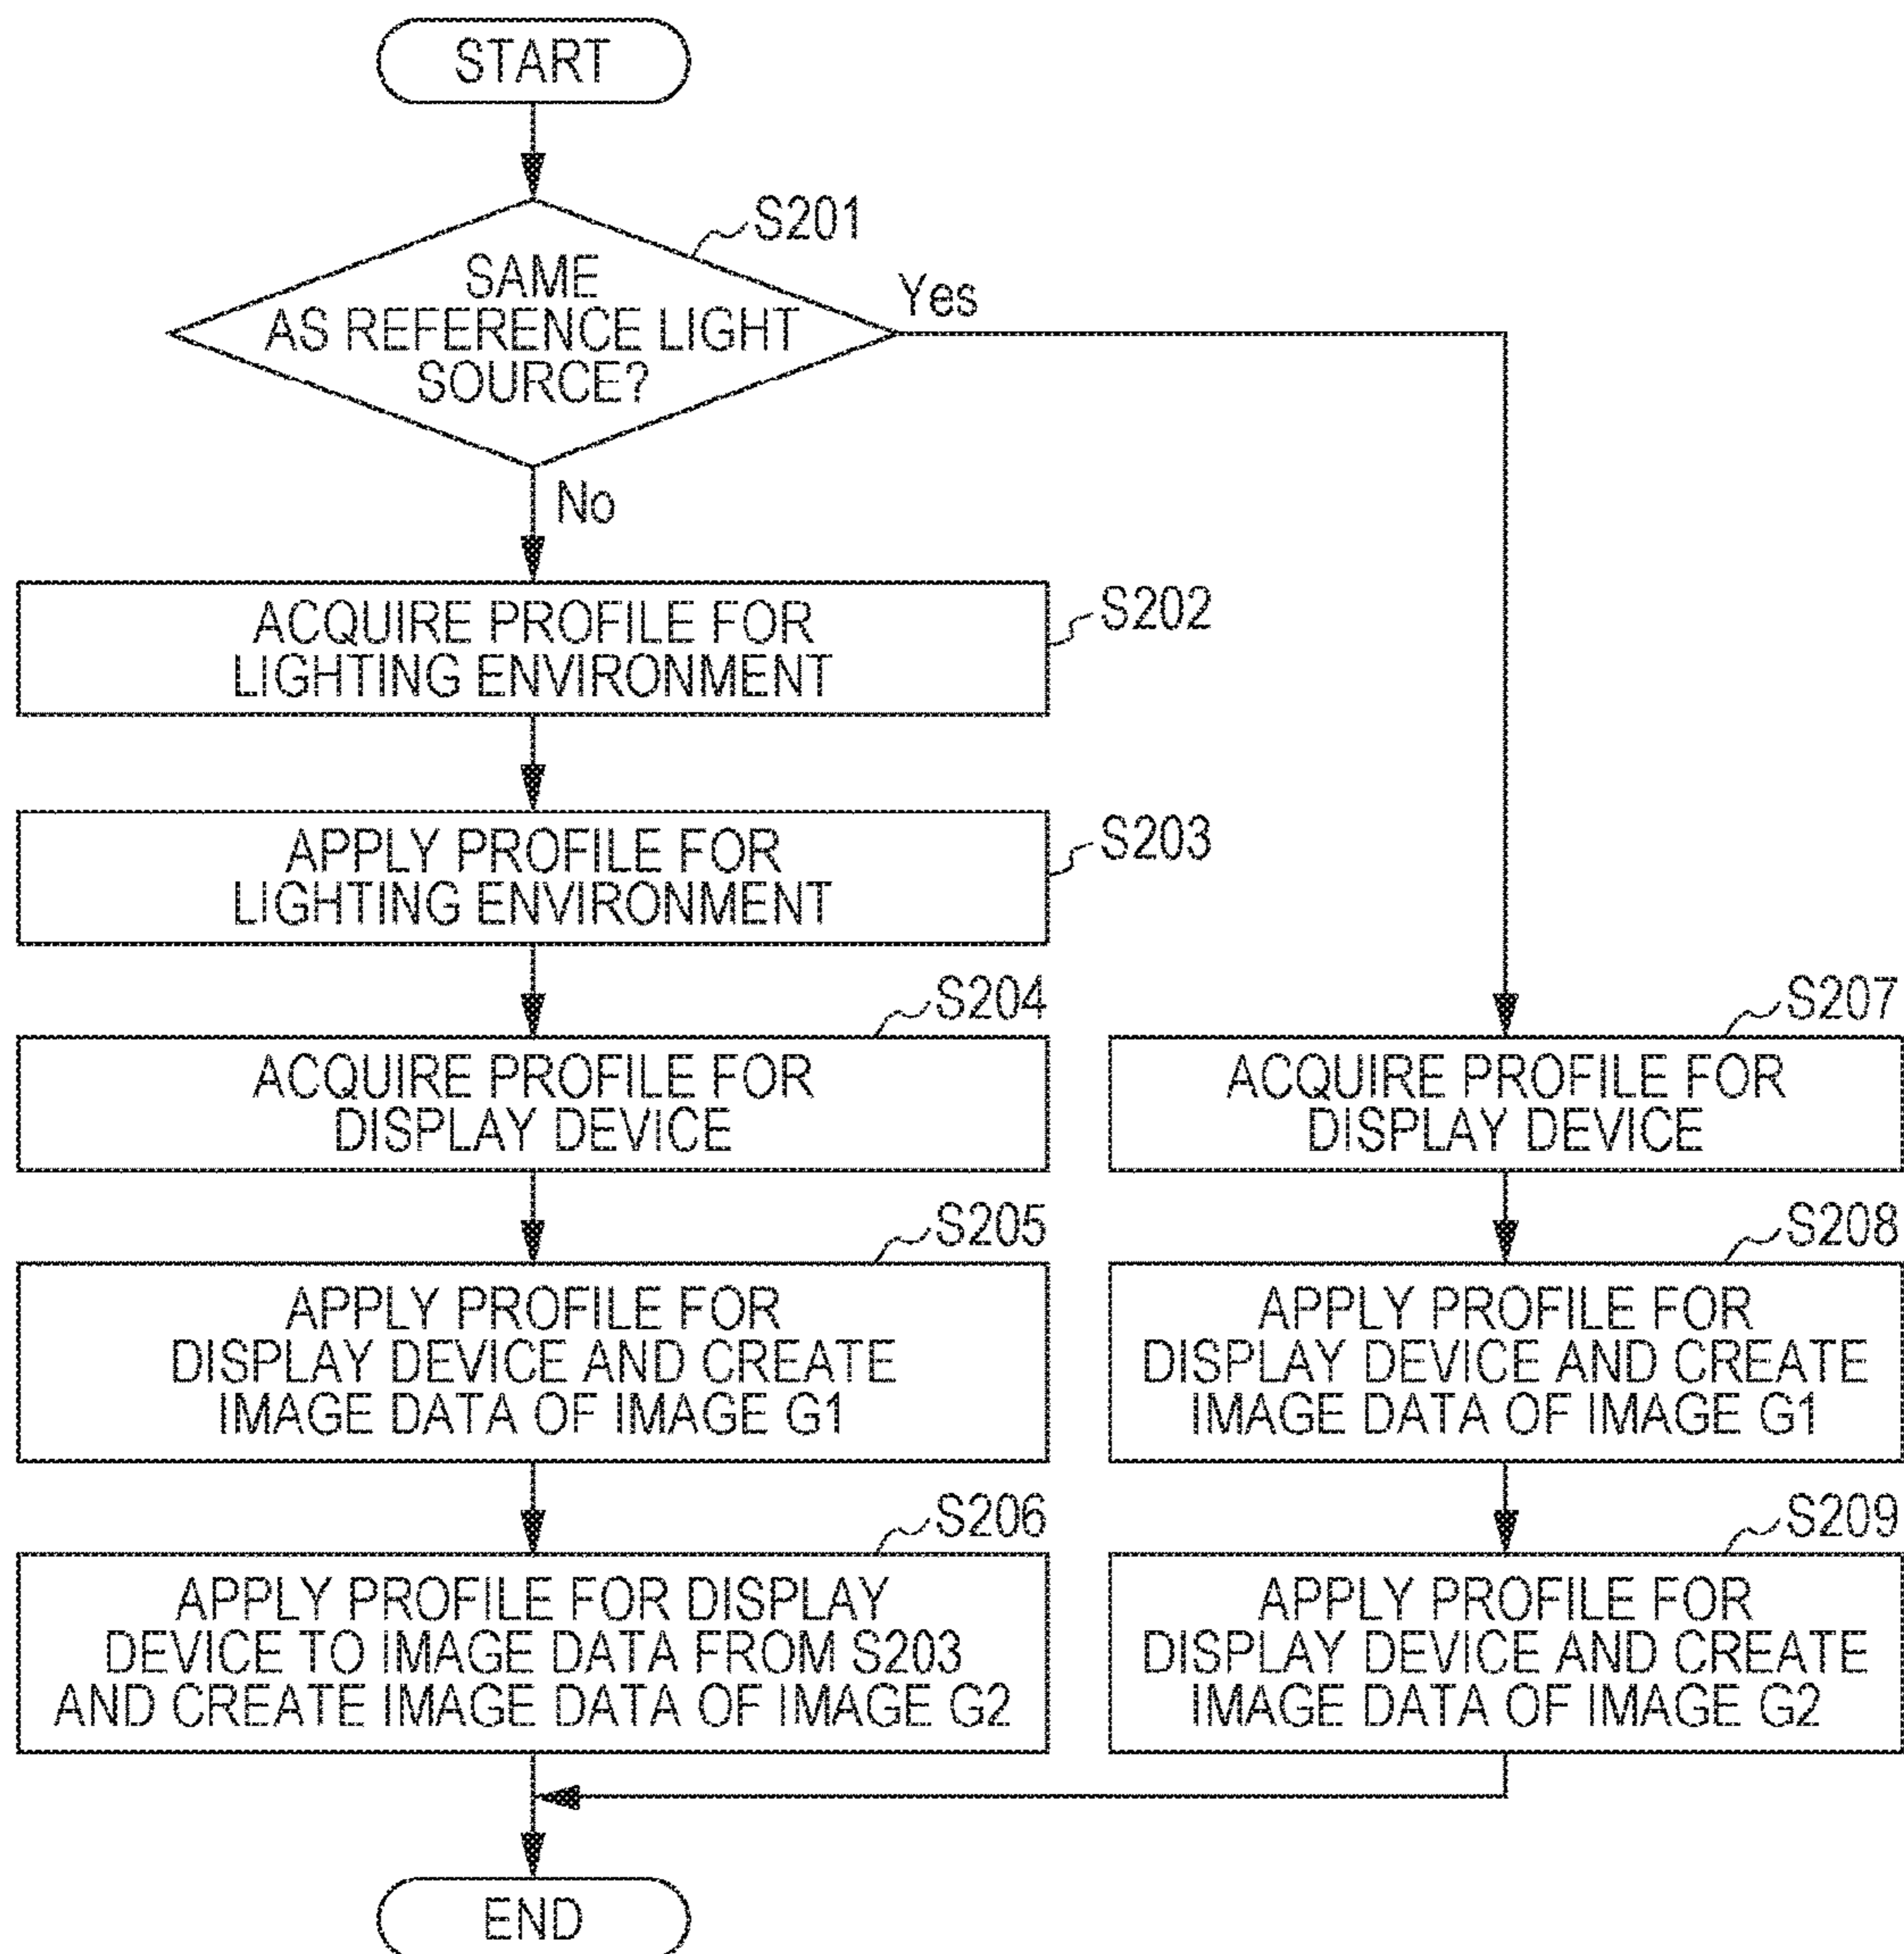 START
S201
SAME
AS REFERENCE LIGHT
SOURCE?
Yes
No
ACQUIRE PROFILE FOR
LIGHTING ENVIRONMENT
S202
APPLY PROFILE FOR
LIGHTING ENVIRONMENT
S203
S204
ACQUIRE PROFILE FOR
DISPLAY DEVICE
S205
APPLY PROFILE FOR
DISPLAY DEVICE AND CREATE
IMAGE DATA OF IMAGE G1
S206
APPLY PROFILE FOR DISPLAY
DEVICE TO IMAGE DATA FROM S203
AND CREATE IMAGE DATA OF IMAGE G2
S207
ACQUIRE PROFILE FOR
DISPLAY DEVICE
S208
APPLY PROFILE FOR
DISPLAY DEVICE AND CREATE
IMAGE DATA OF IMAGE G1
S209
APPLY PROFILE FOR
DISPLAY DEVICE AND CREATE
IMAGE DATA OF IMAGE G2
END